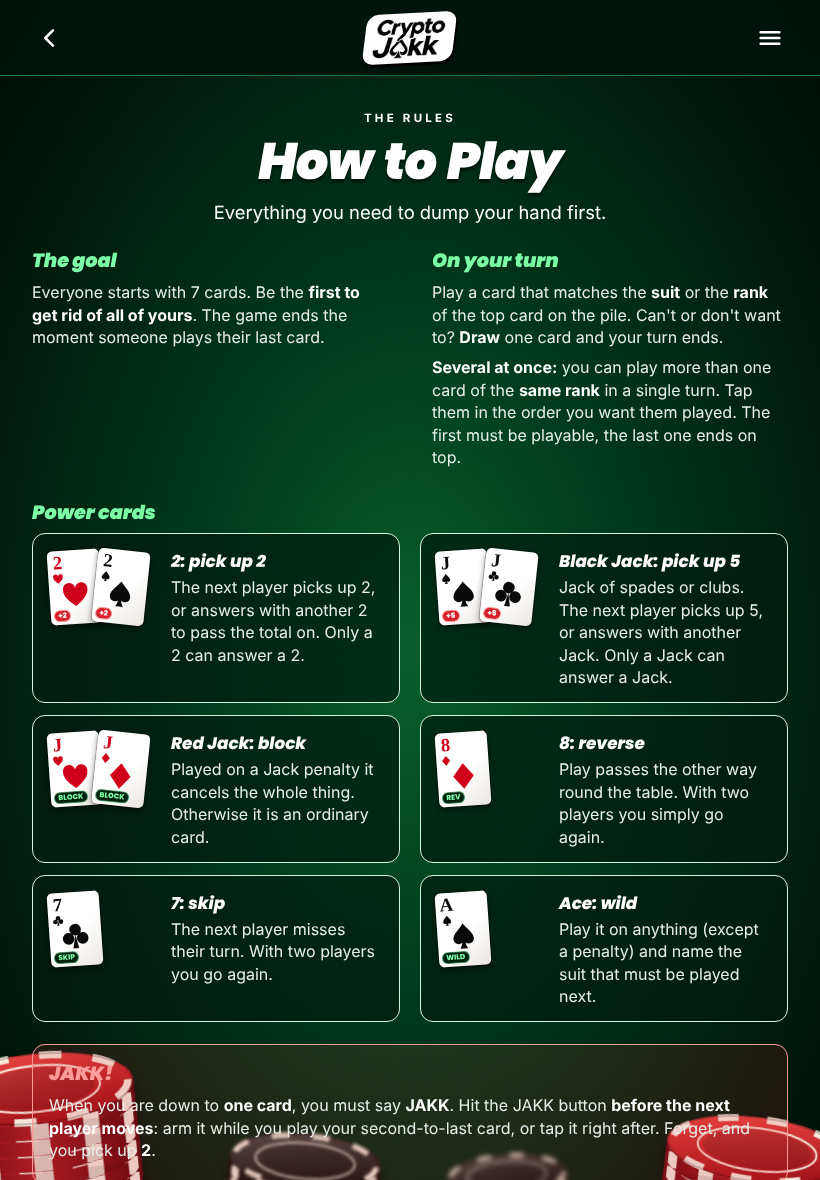 Crypto
Jakk
THE RULES
How to Play
Everything you need to dump your hand first.
The goal
Everyone starts with 7 cards. Be the first to
get rid of all of yours. The game ends the
moment someone plays their last card.
On your turn
Play a card that matches the suit or the rank
of the top card on the pile. Can't or don't want
to? Draw one card and your turn ends.
Several at once: you can play more than one
card of the same rank in a single turn. Tap
them in the order you want them played. The
first must be playable, the last one ends on
top.
Power cards
2
+2
2
+2
2: pick up 2
The next player picks up 2,
or answers with another 2
to pass the total on. Only a
2 can answer a 2.
J
+5
J
+5
Black Jack: pick up 5
Jack of spades or clubs.
The next player picks up 5,
or answers with another
Jack. Only a Jack can
answer a Jack.
J
BLOCK
J
BLOCK
Red Jack: block
Played on a Jack penalty it
cancels the whole thing.
Otherwise it is an ordinary
card.
8
REV
8: reverse
Play passes the other way
round the table. With two
players you simply go
again.
7
SKIP
7: skip
The next player misses
their turn. With two players
you go again.
A
WILD
Ace: wild
Play it on anything (except
a penalty) and name the
suit that must be played
next.
JAKK!
When you are down to one card, you must say JAKK. Hit the JAKK button before the next
player moves: arm it while you play your second-to-last card, or tap it right after. Forget, and
you pick up 2.